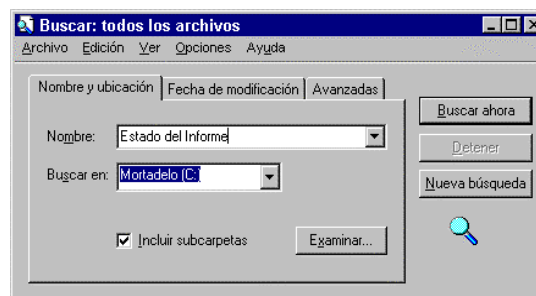 Buscar: todos los archivos
Archivo Edición Ver Opciones Ayuda
Nombre y ubicación Fecha de modificación Avanzadas
Buscar ahora
Nombre: Estado del Informe
Detener
Buscar en: Mortadelo (C:)
Nueva búsqueda
Incluir subcarpetas Examinar...